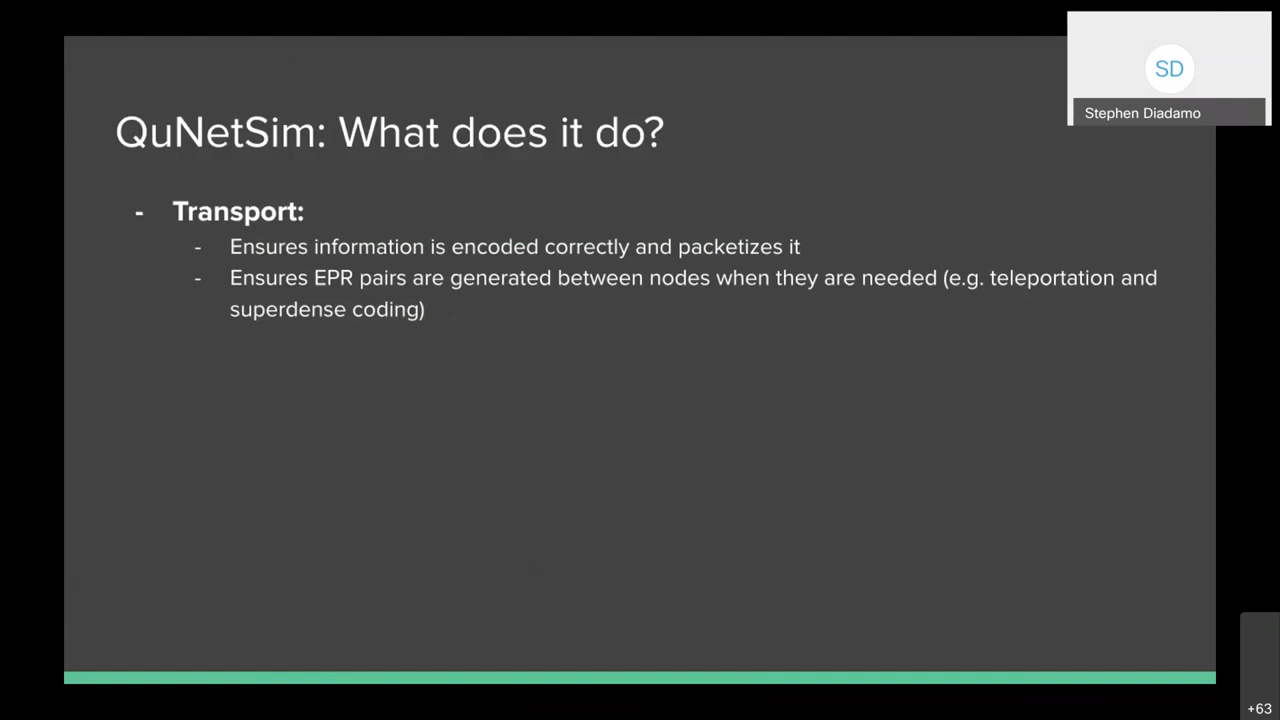 SD
Stephen Diadamo
QuNetSim: What does it do?
- Transport:
- Ensures information is encoded correctly and packetizes it
- Ensures EPR pairs are generated between nodes when they are needed (e.g. teleportation and
superdense coding)
+63